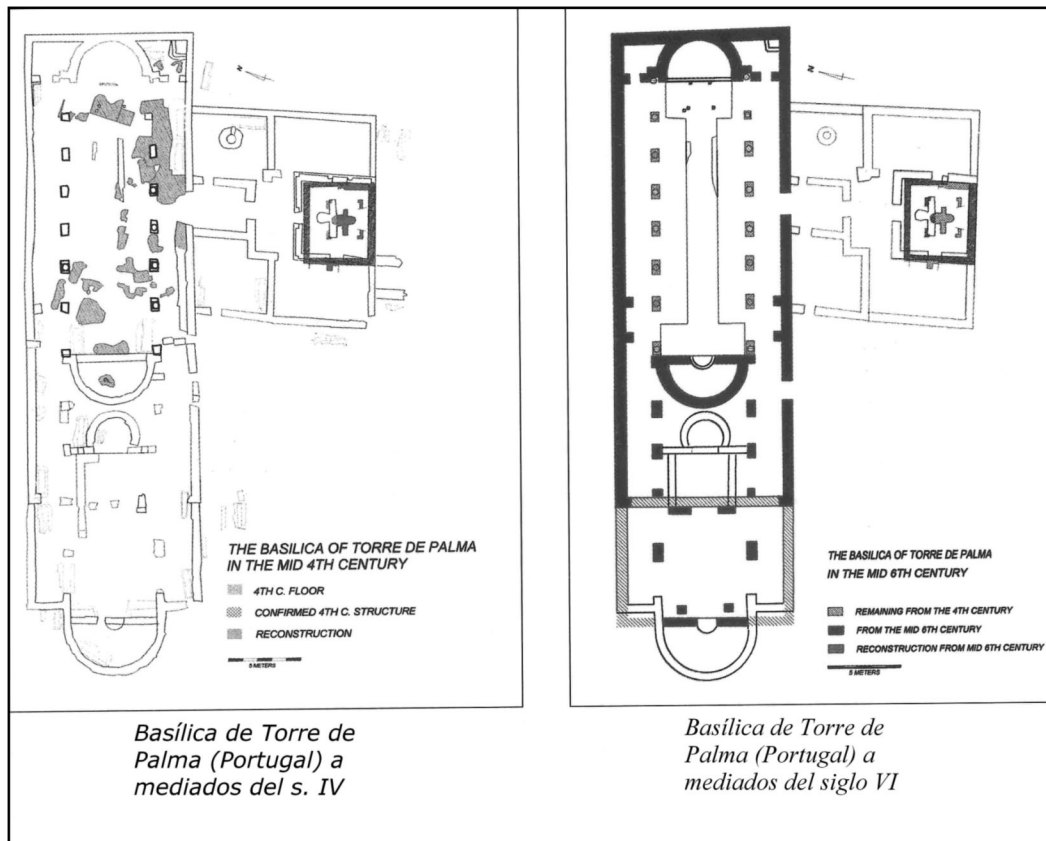 N
THE BASILICA OF TORRE DE PALMA
IN THE MID 4TH CENTURY
4TH C. FLOOR
CONFIRMED 4TH C. STRUCTURE
RECONSTRUCTION
5 METERS
Basílica de Torre de
Palma (Portugal) a
mediados del s. IV
N
THE BASILICA OF TORRE DE PALMA
IN THE MID 6TH CENTURY
REMAINING FROM THE 4TH CENTURY
FROM THE MID 6TH CENTURY
RECONSTRUCTION FROM MID 6TH CENTURY
5 METERS
Basílica de Torre de
Palma (Portugal) a
mediados del siglo VI